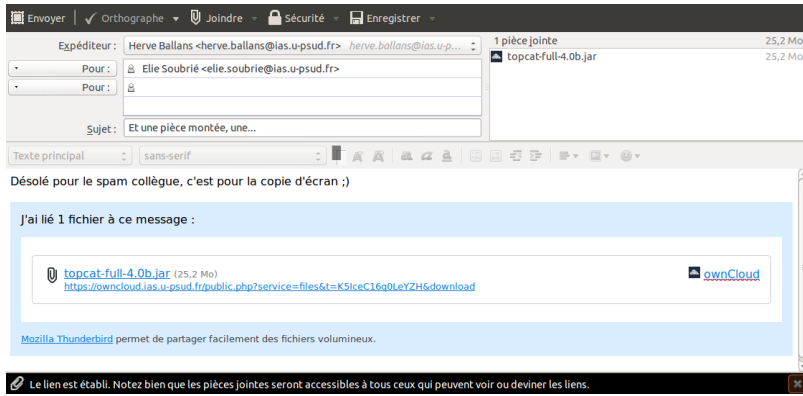 Envoyer Orthographe Joindre Sécurité Enregistrer
Expéditeur : Herve Ballans <herve.ballans@ias.u-psud.fr> herve.ballans@ias.u-p...
1 pièce jointe 25,2 Mo
topcat-full-4.0b.jar 25,2 Mo
Pour : Elie Soubrié <elie.soubrie@ias.u-psud.fr>
Pour :
Sujet : Et une pièce montée, une...
Texte principal sans-serif
Désolé pour le spam collègue, c'est pour la copie d'écran ;)
J'ai lié 1 fichier à ce message :
topcat-full-4.0b.jar (25,2 Mo) ownCloud
https://owncloud.ias.u-psud.fr/public.php?service=files&t=K5IceC16q0LeYZH&download
Mozilla Thunderbird permet de partager facilement des fichiers volumineux.
Le lien est établi. Notez bien que les pièces jointes seront accessibles à tous ceux qui peuvent voir ou deviner les liens.